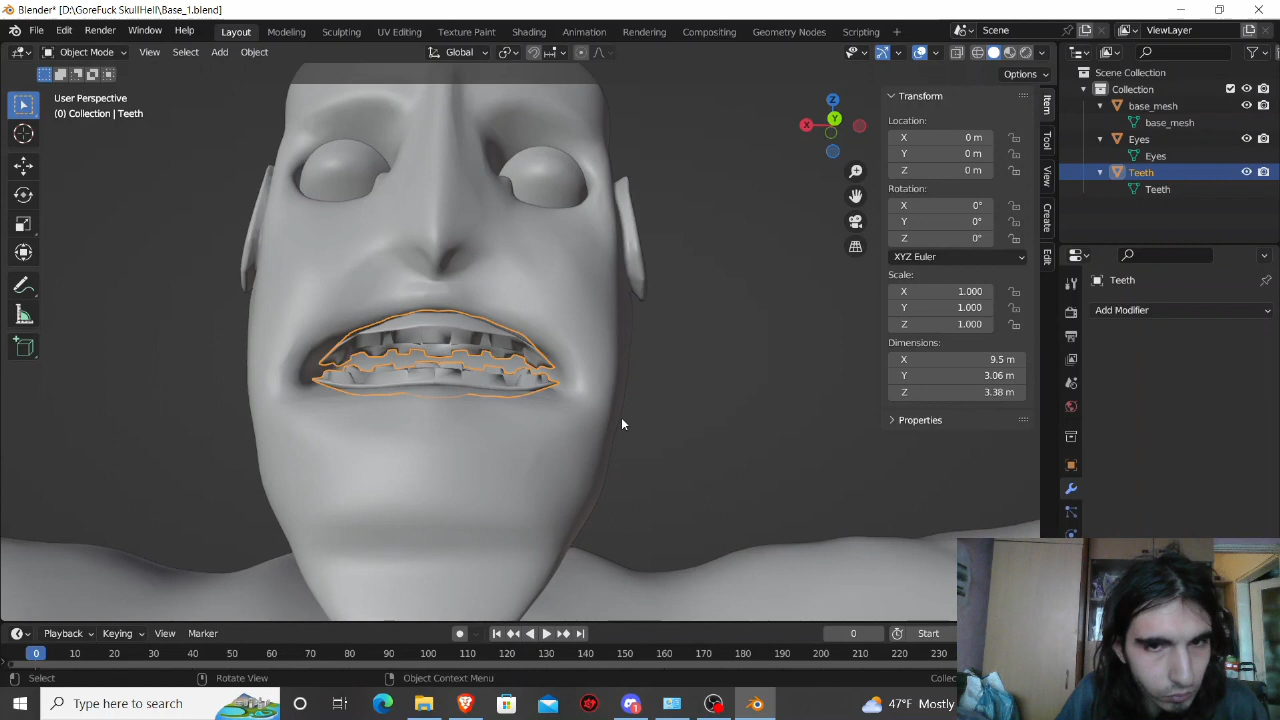 Blender* [D:\GoreFuck SkullHell\Base_1.blend]
File Edit Render Window Help Layout Modeling Sculpting UV Editing Texture Paint Shading Animation Rendering Compositing Geometry Nodes Scripting + Scene ViewLayer
Object Mode View Select Add Object Global
Options
User Perspective
(0) Collection | Teeth
Z
Y
X
Item
Tool
View
Create
Edit
Transform
Location:
X 0 m
Y 0 m
Z 0 m
Rotation:
X 0°
Y 0°
Z 0°
XYZ Euler
Scale:
X 1.000
Y 1.000
Z 1.000
Dimensions:
X 9.5 m
Y 3.06 m
Z 3.38 m
Properties
Scene Collection
Collection
base_mesh
base_mesh
Eyes
Eyes
Teeth
Teeth
Teeth
Add Modifier
Playback Keying View Marker 0 Start
0 10 20 30 40 50 60 70 80 90 100 110 120 130 140 150 160 170 180 190 200 210 220 230
Select Rotate View Object Context Menu Collec
Type here to search 1 47°F Mostly